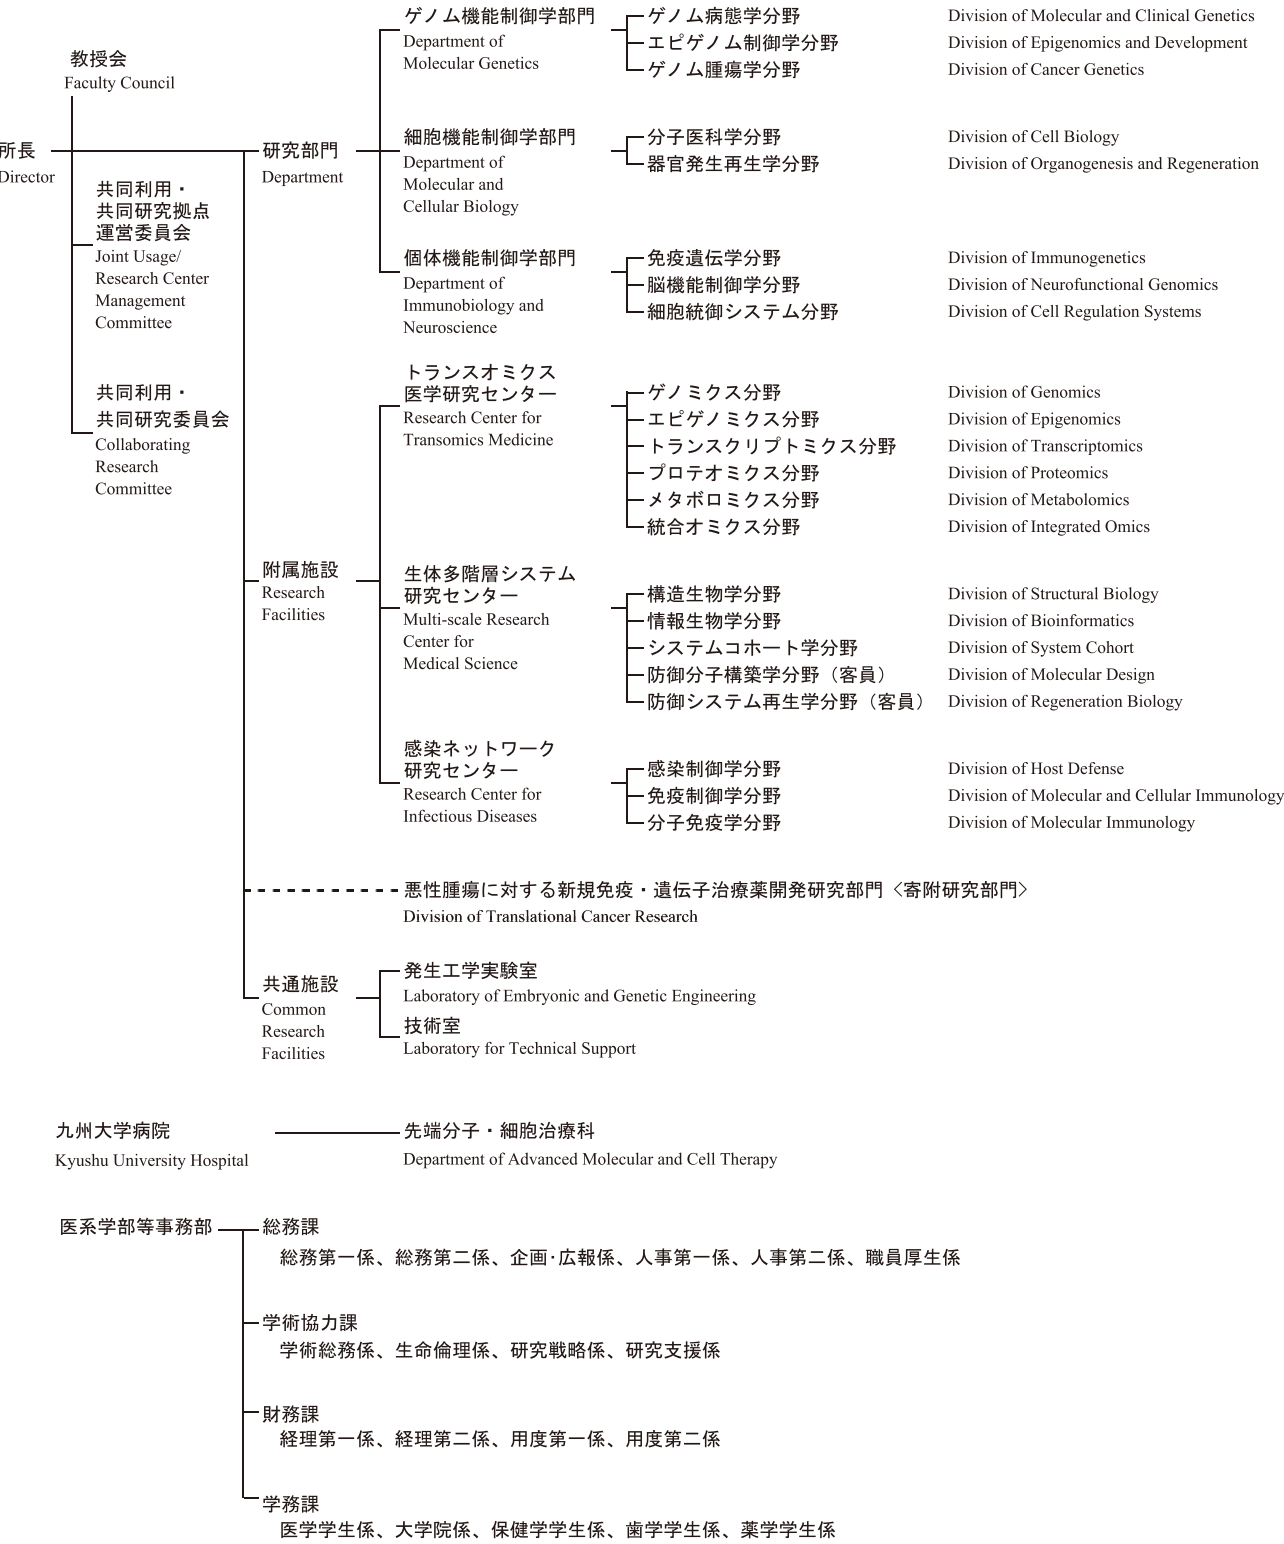 教授会
Faculty Council
所長
Director
共同利用・
共同研究拠点
運営委員会
Joint Usage/
Research Center
Management
Committee
共同利用・
共同研究委員会
Collaborating
Research
Committee
研究部門
Department
ゲノム機能制御学部門
Department of
Molecular Genetics
ゲノム病態学分野 Division of Molecular and Clinical Genetics
エピゲノム制御学分野 Division of Epigenomics and Development
ゲノム腫瘍学分野 Division of Cancer Genetics
細胞機能制御学部門
Department of
Molecular and
Cellular Biology
分子医科学分野 Division of Cell Biology
器官発生再生学分野 Division of Organogenesis and Regeneration
個体機能制御学部門
Department of
Immunobiology and
Neuroscience
免疫遺伝学分野 Division of Immunogenetics
脳機能制御学分野 Division of Neurofunctional Genomics
細胞統御システム分野 Division of Cell Regulation Systems
附属施設
Research
Facilities
トランスオミクス
医学研究センター
Research Center for
Transomics Medicine
ゲノミクス分野 Division of Genomics
エピゲノミクス分野 Division of Epigenomics
トランスクリプトミクス分野 Division of Transcriptomics
プロテオミクス分野 Division of Proteomics
メタボロミクス分野 Division of Metabolomics
統合オミクス分野 Division of Integrated Omics
生体多階層システム
研究センター
Multi-scale Research
Center for
Medical Science
構造生物学分野 Division of Structural Biology
情報生物学分野 Division of Bioinformatics
システムコホート学分野 Division of System Cohort
防御分子構築学分野（客員） Division of Molecular Design
防御システム再生学分野（客員） Division of Regeneration Biology
感染ネットワーク
研究センター
Research Center for
Infectious Diseases
感染制御学分野 Division of Host Defense
免疫制御学分野 Division of Molecular and Cellular Immunology
分子免疫学分野 Division of Molecular Immunology
悪性腫瘍に対する新規免疫・遺伝子治療薬開発研究部門〈寄附研究部門〉
Division of Translational Cancer Research
共通施設
Common
Research
Facilities
発生工学実験室
Laboratory of Embryonic and Genetic Engineering
技術室
Laboratory for Technical Support
九州大学病院 先端分子・細胞治療科
Kyushu University Hospital Department of Advanced Molecular and Cell Therapy
医系学部等事務部 総務課
総務第一係、総務第二係、企画･広報係、人事第一係、人事第二係、職員厚生係
学術協力課
学術総務係、生命倫理係、研究戦略係、研究支援係
財務課
経理第一係、経理第二係、用度第一係、用度第二係
学務課
医学学生係、大学院係、保健学学生係、歯学学生係、薬学学生係